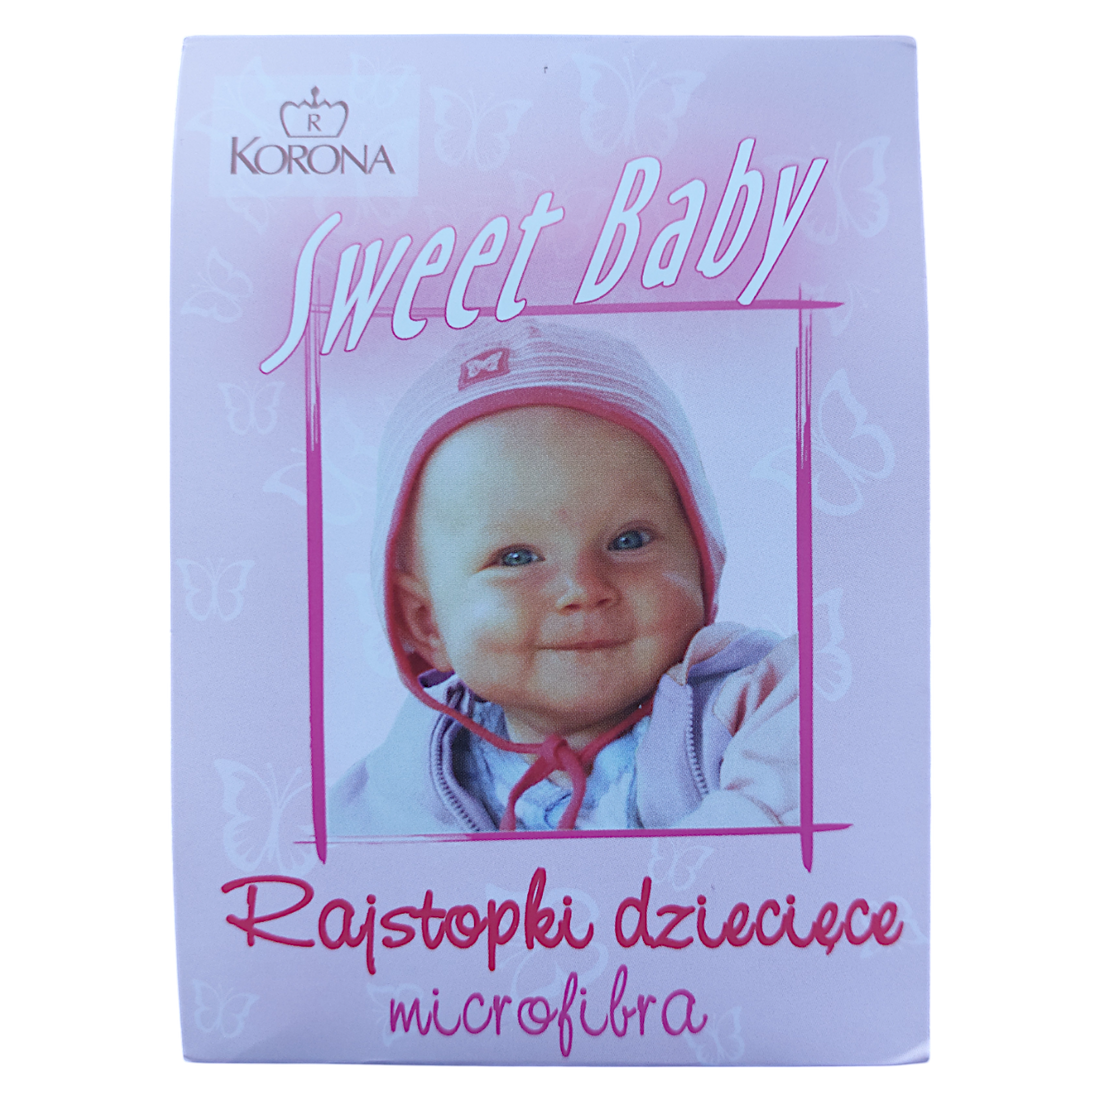 R
KORONA
Sweet Baby
Rajstopki dziecięce
microfibra